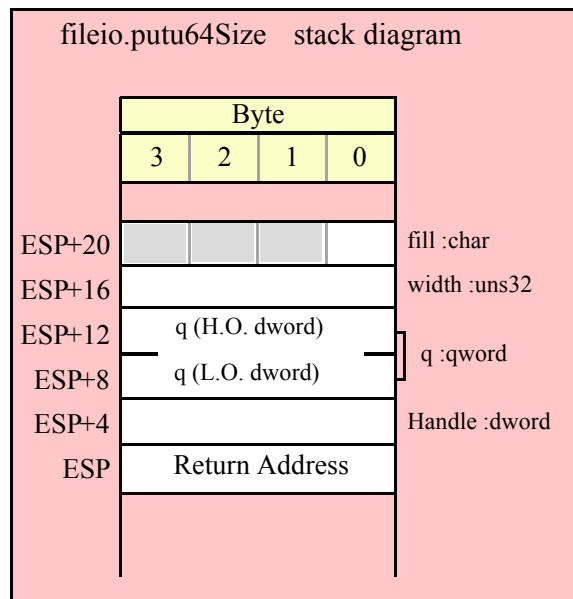 fileio.putu64Size stack diagram
Byte
3 2 1 0
ESP+20 fill :char
ESP+16 width :uns32
ESP+12 q (H.O. dword)
q :qword
ESP+8 q (L.O. dword)
ESP+4 Handle :dword
ESP Return Address